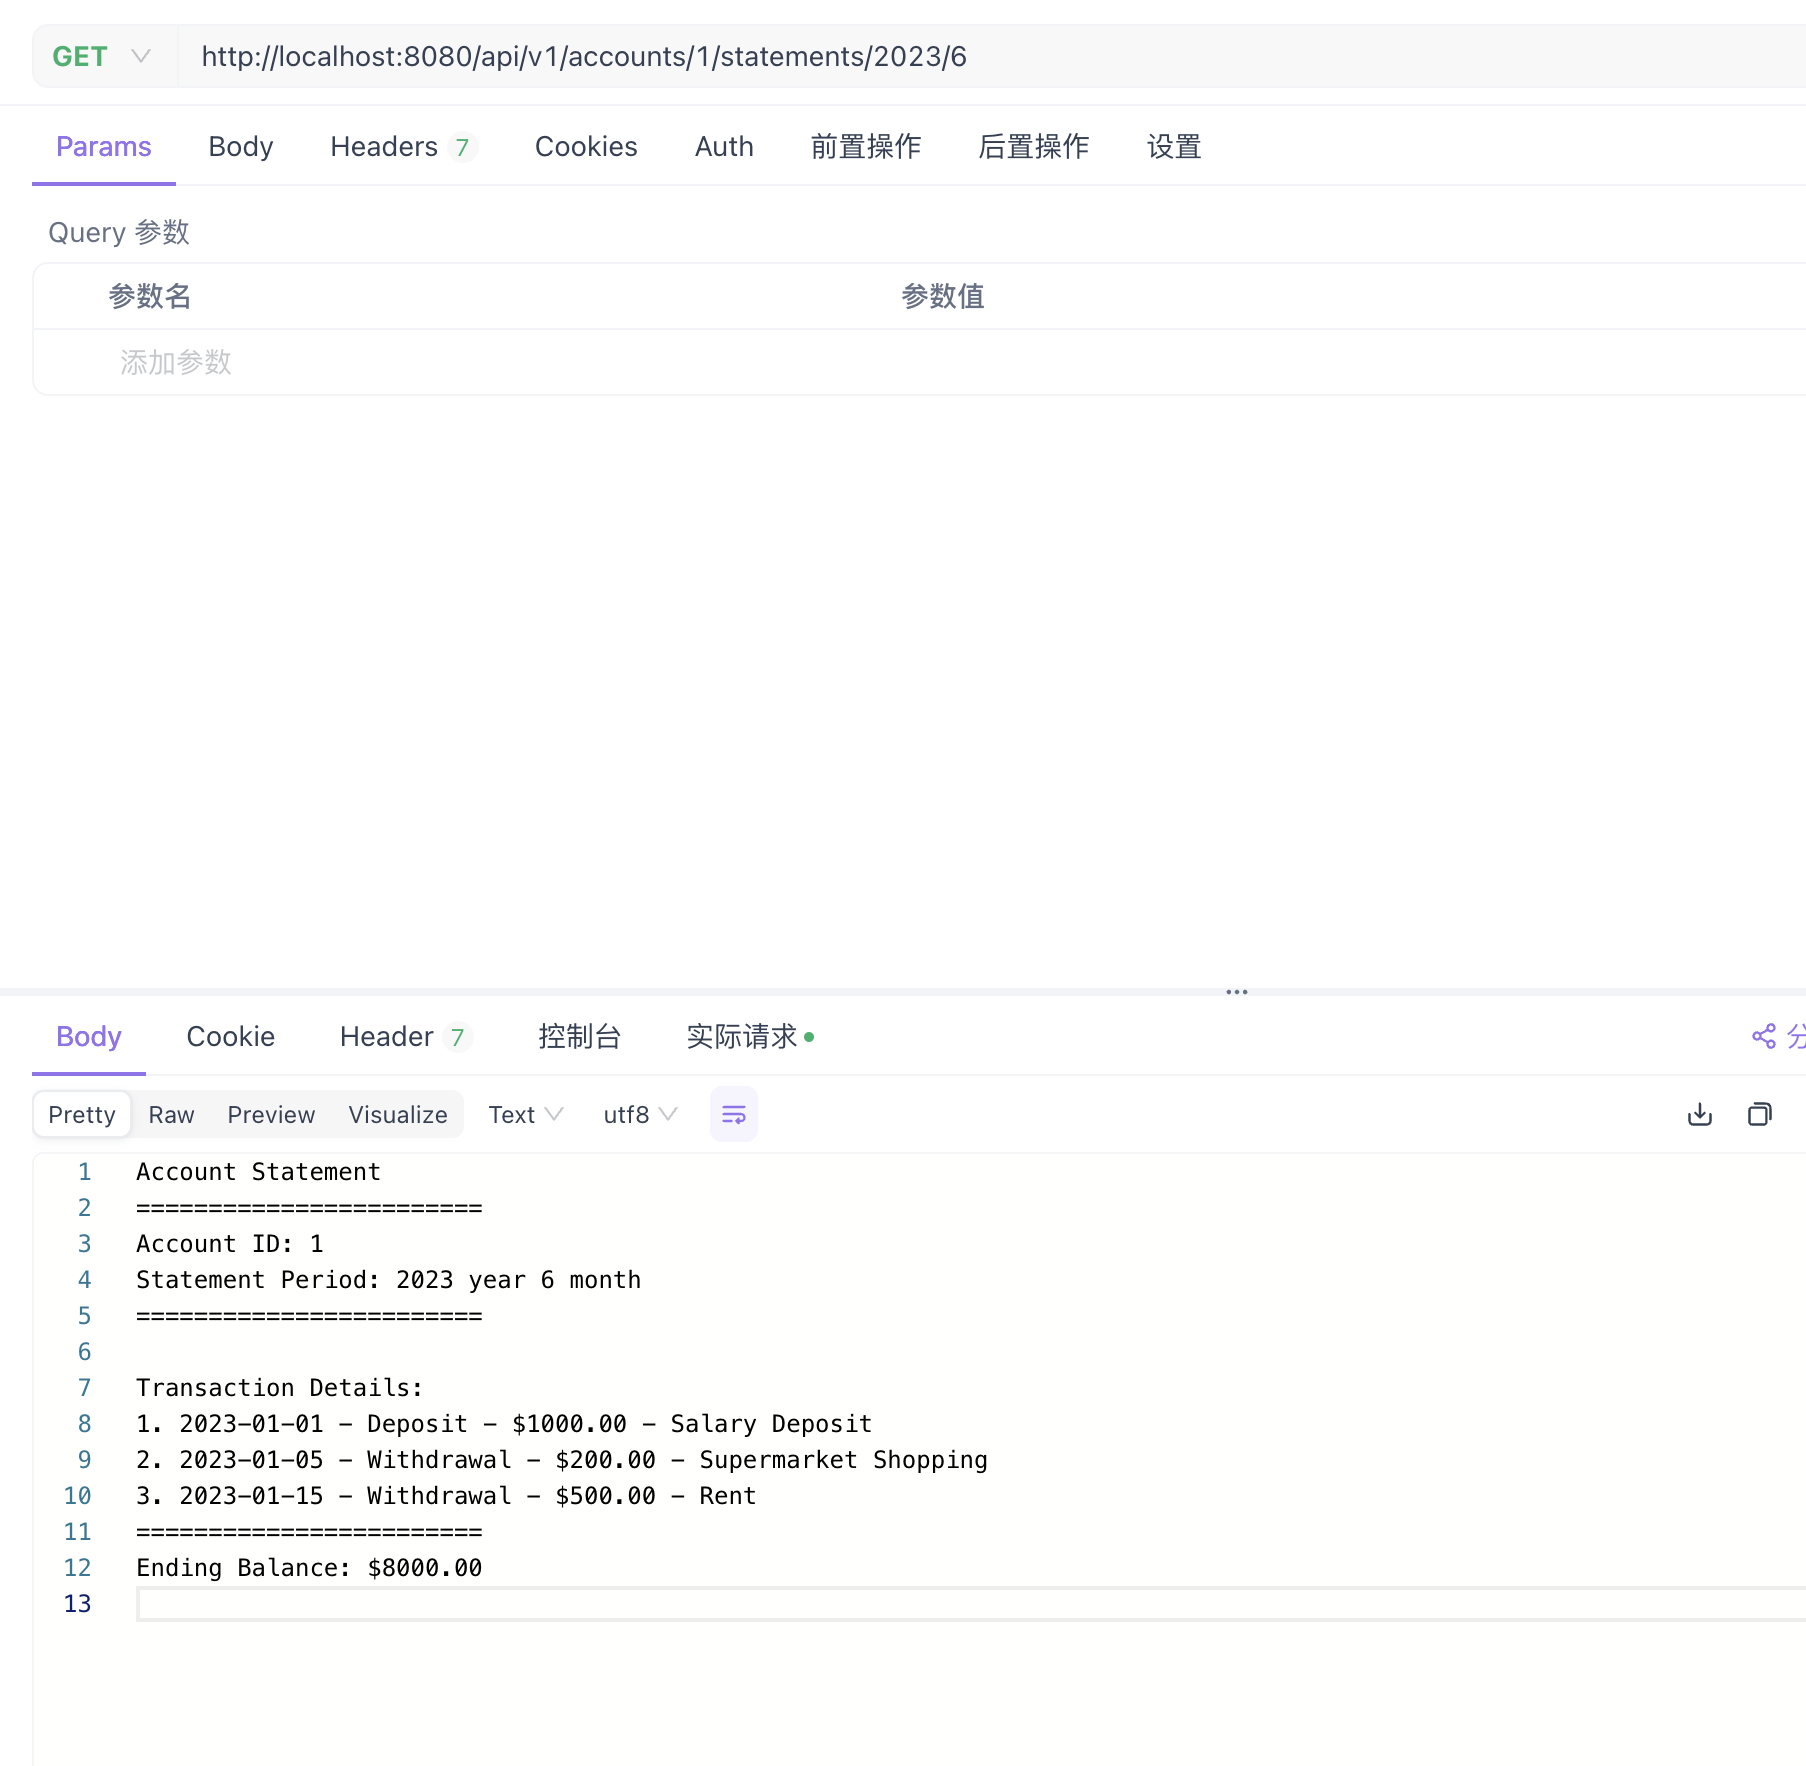 GET http://localhost:8080/api/v1/accounts/1/statements/2023/6
Params Body Headers 7 Cookies Auth 前置操作 后置操作 设置
Query 参数
参数名 参数值
添加参数
Body Cookie Header 7 控制台 实际请求
Pretty Raw Preview Visualize Text utf8
1 Account Statement
2 ========================
3 Account ID: 1
4 Statement Period: 2023 year 6 month
5 ========================
6
7 Transaction Details:
8 1. 2023-01-01 - Deposit - $1000.00 - Salary Deposit
9 2. 2023-01-05 - Withdrawal - $200.00 - Supermarket Shopping
10 3. 2023-01-15 - Withdrawal - $500.00 - Rent
11 ========================
12 Ending Balance: $8000.00
13